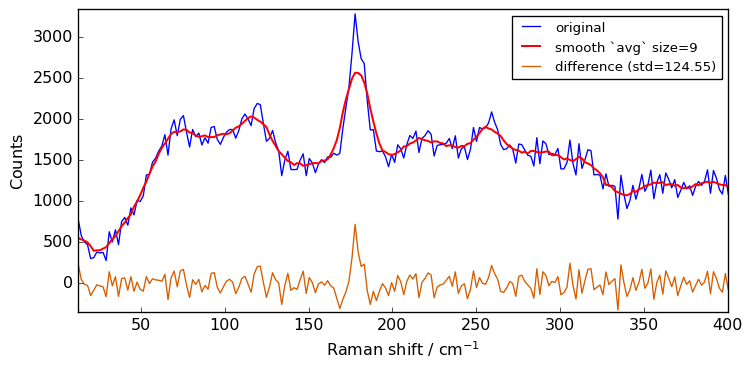 original
smooth `avg` size=9
difference (std=124.55)
3000
2500
2000
1500
1000
500
0
Counts
50 100 150 200 250 300 350 400
Raman shift / cm⁻¹